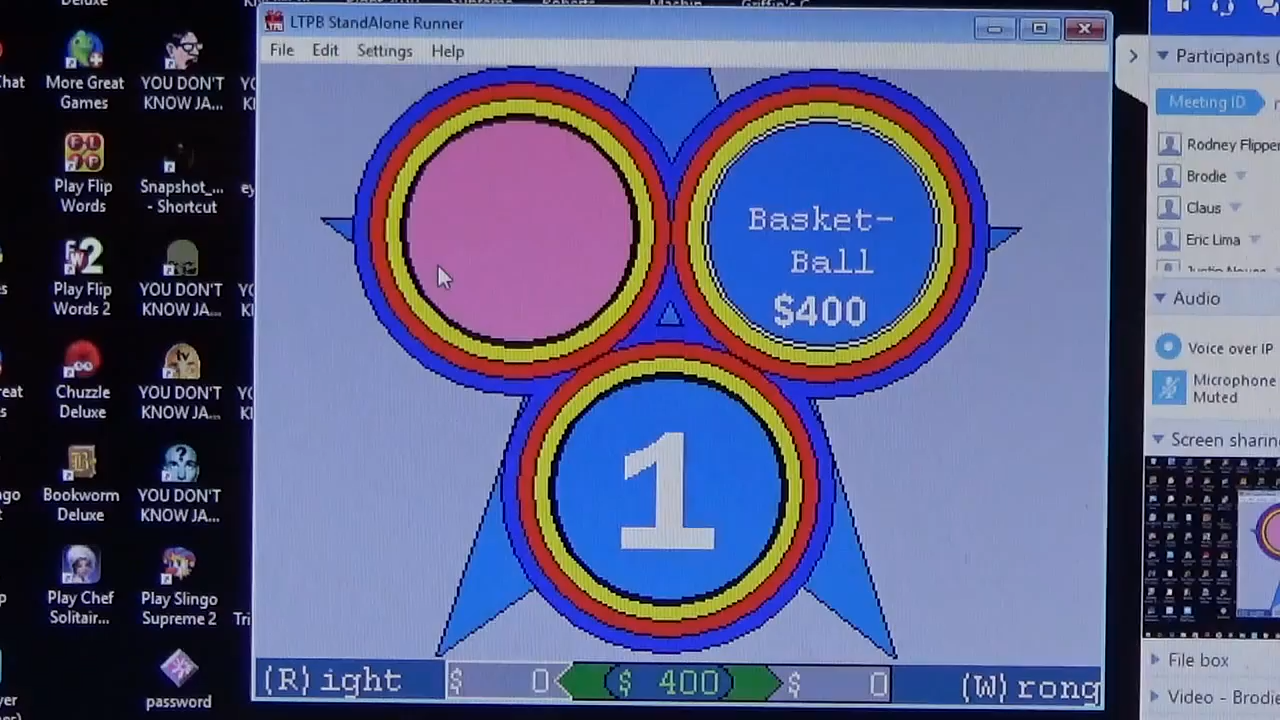 Deluxe
LTPB StandAlone Runner
File Edit Settings Help
Chat
More Great
Games
YOU DON'T
KNOW JA...
Play Flip
Words
Snapshot_...
- Shortcut
Play Flip
Words 2
YOU DON'T
KNOW JA...
Chuzzle
Deluxe
YOU DON'T
KNOW JA...
Bookworm
Deluxe
YOU DON'T
KNOW JA...
Play Chef
Solitair...
Play Slingo
Supreme 2
password
Basket-
Ball
$400
1
(R)ight
$ 0
$ 400
$ 0
(W)rong
Participants (
Meeting ID
Rodney Flipper
Brodie
Claus
Eric Lima
Audio
Voice over IP
Microphone
Muted
Screen sharin
File box
Video - Brodie